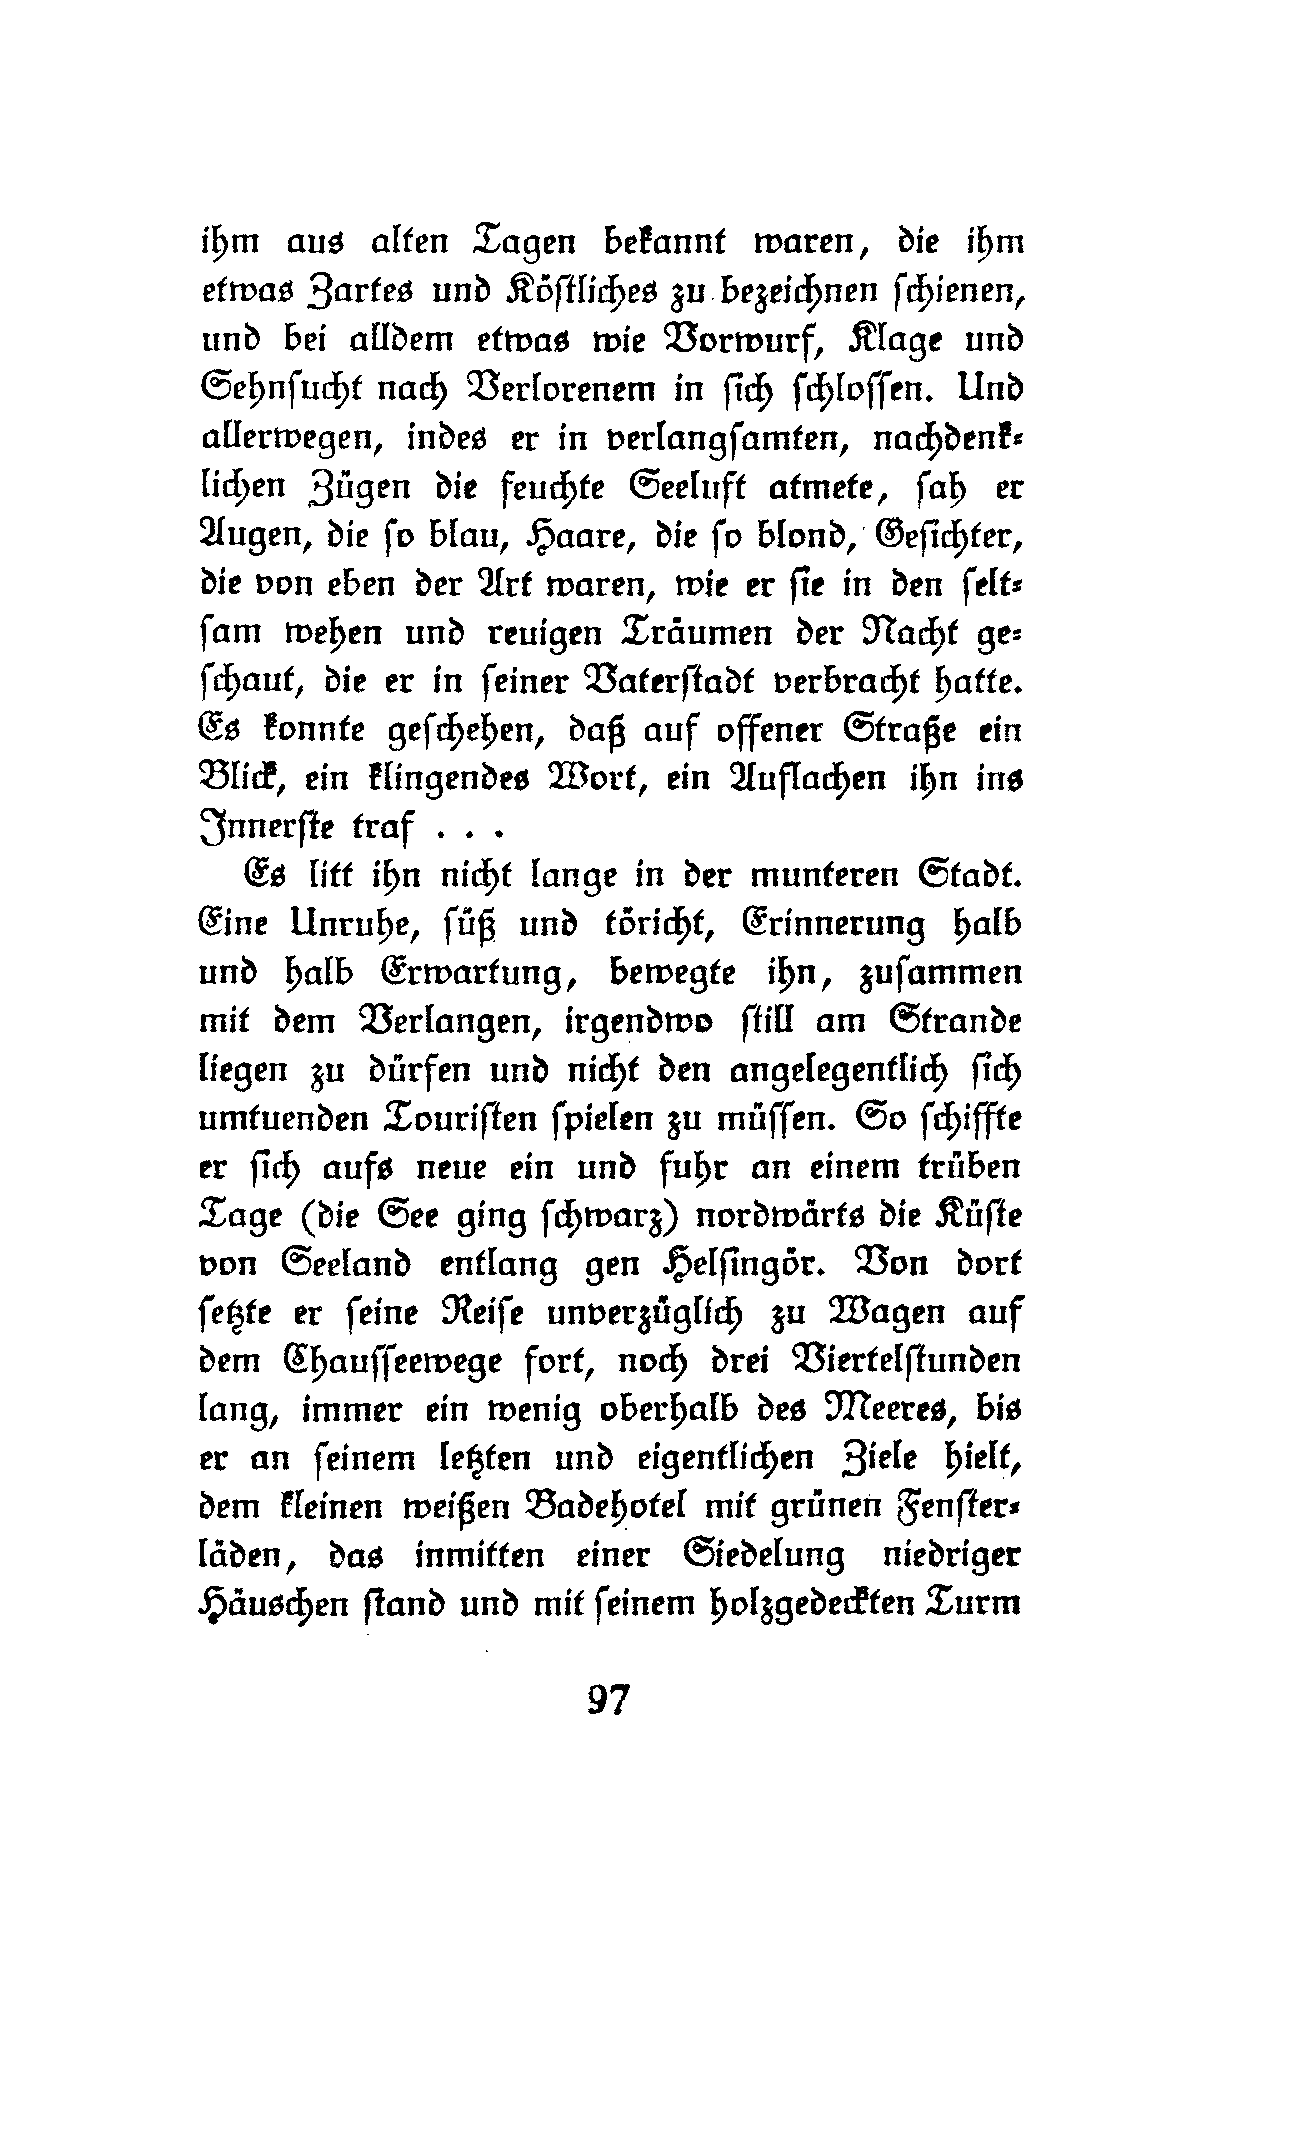 ihm aus alten Tagen bekannt waren, die ihm
etwas Zartes und Köstliches zu bezeichnen schienen,
und bei alldem etwas wie Vorwurf, Klage und
Sehnsucht nach Verlorenem in sich schlossen. Und
allerwegen, indes er in verlangsamten, nachdenk-
lichen Zügen die feuchte Seeluft atmete, sah er
Augen, die so blau, Haare, die so blond, Gesichter,
die von eben der Art waren, wie er sie in den selt-
sam wehen und reuigen Träumen der Nacht ge-
schaut, die er in seiner Vaterstadt verbracht hatte.
Es konnte geschehen, daß auf offener Straße ein
Blick, ein klingendes Wort, ein Auflachen ihn ins
Innerste traf . . .
Es litt ihn nicht lange in der munteren Stadt.
Eine Unruhe, süß und töricht, Erinnerung halb
und halb Erwartung, bewegte ihn, zusammen
mit dem Verlangen, irgendwo still am Strande
liegen zu dürfen und nicht den angelegentlich sich
umtuenden Touristen spielen zu müssen. So schiffte
er sich aufs neue ein und fuhr an einem trüben
Tage (die See ging schwarz) nordwärts die Küste
von Seeland entlang gen Helsingör. Von dort
setzte er seine Reise unverzüglich zu Wagen auf
dem Chausseewege fort, noch drei Viertelstunden
lang, immer ein wenig oberhalb des Meeres, bis
er an seinem letzten und eigentlichen Ziele hielt,
dem kleinen weißen Badehotel mit grünen Fenster-
läden, das inmitten einer Siedelung niedriger
Häuschen stand und mit seinem holzgedeckten Turm
97